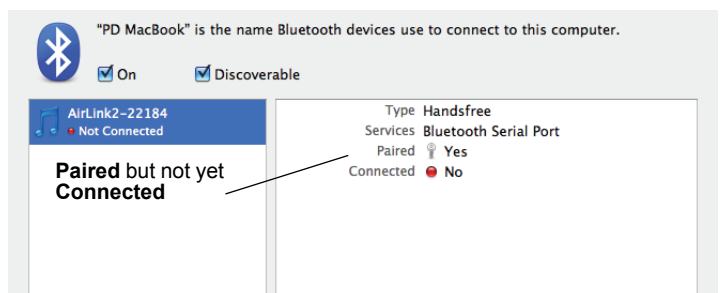 "PD MacBook" is the name Bluetooth devices use to connect to this computer.
On
Discoverable
AirLink2-22184
Not Connected
Paired but not yet
Connected
Type Handsfree
Services Bluetooth Serial Port
Paired Yes
Connected No